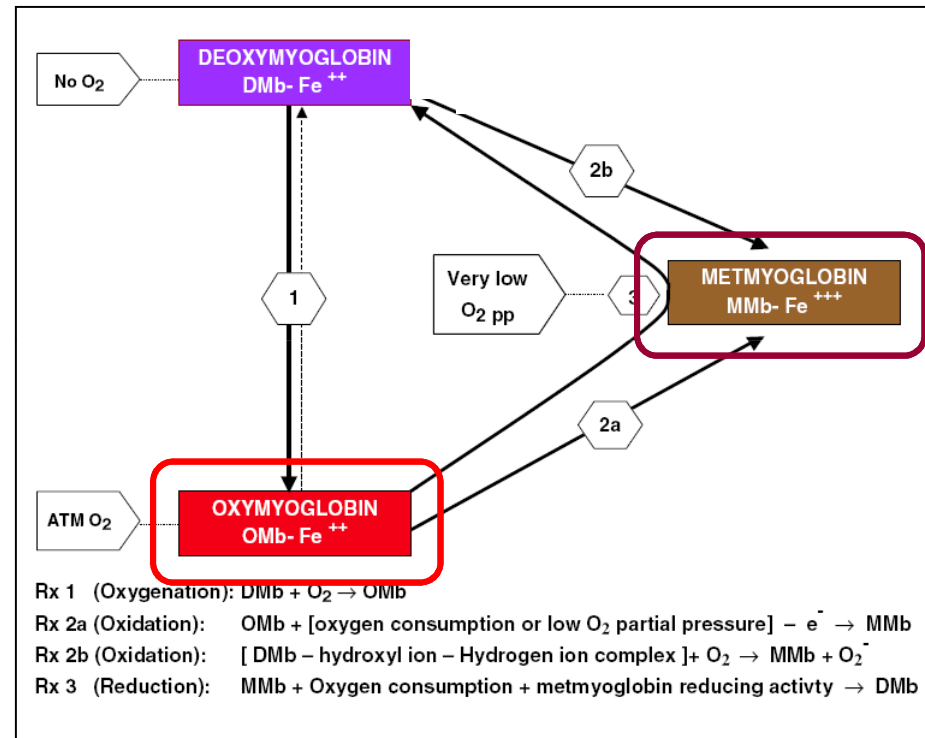 DEOXYMYOGLOBIN
DMb- Fe ++
No O2
2b
METMYOGLOBIN
MMb- Fe +++
Very low
O2 pp
3
1
2a
OXYMYOGLOBIN
OMb- Fe ++
ATM O2
Rx 1 (Oxygenation): DMb + O2 → OMb
Rx 2a (Oxidation): OMb + [oxygen consumption or low O2 partial pressure] – e- → MMb
Rx 2b (Oxidation): [ DMb – hydroxyl ion – Hydrogen ion complex ]+ O2 → MMb + O2-
Rx 3 (Reduction): MMb + Oxygen consumption + metmyoglobin reducing activty → DMb